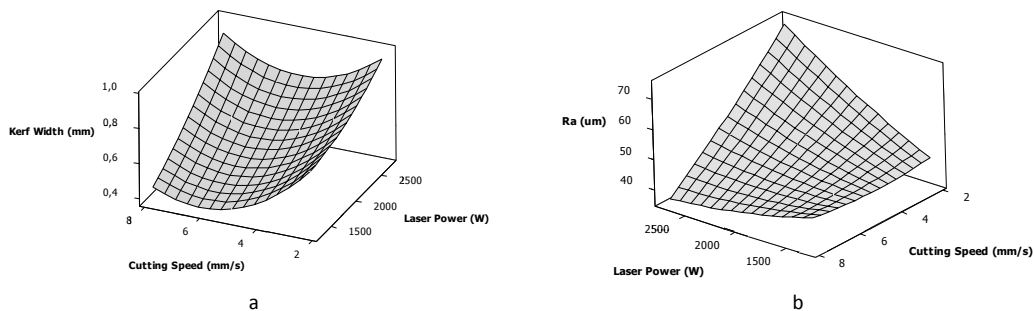 1,0
Kerf Width (mm)
0,8
0,6
0,4
8
6
4
2
Cutting Speed (mm/s)
1500
2000
2500
Laser Power (W)
a
70
Ra (um)
60
50
40
2500
2000
1500
Laser Power (W)
8
6
4
2
Cutting Speed (mm/s)
b